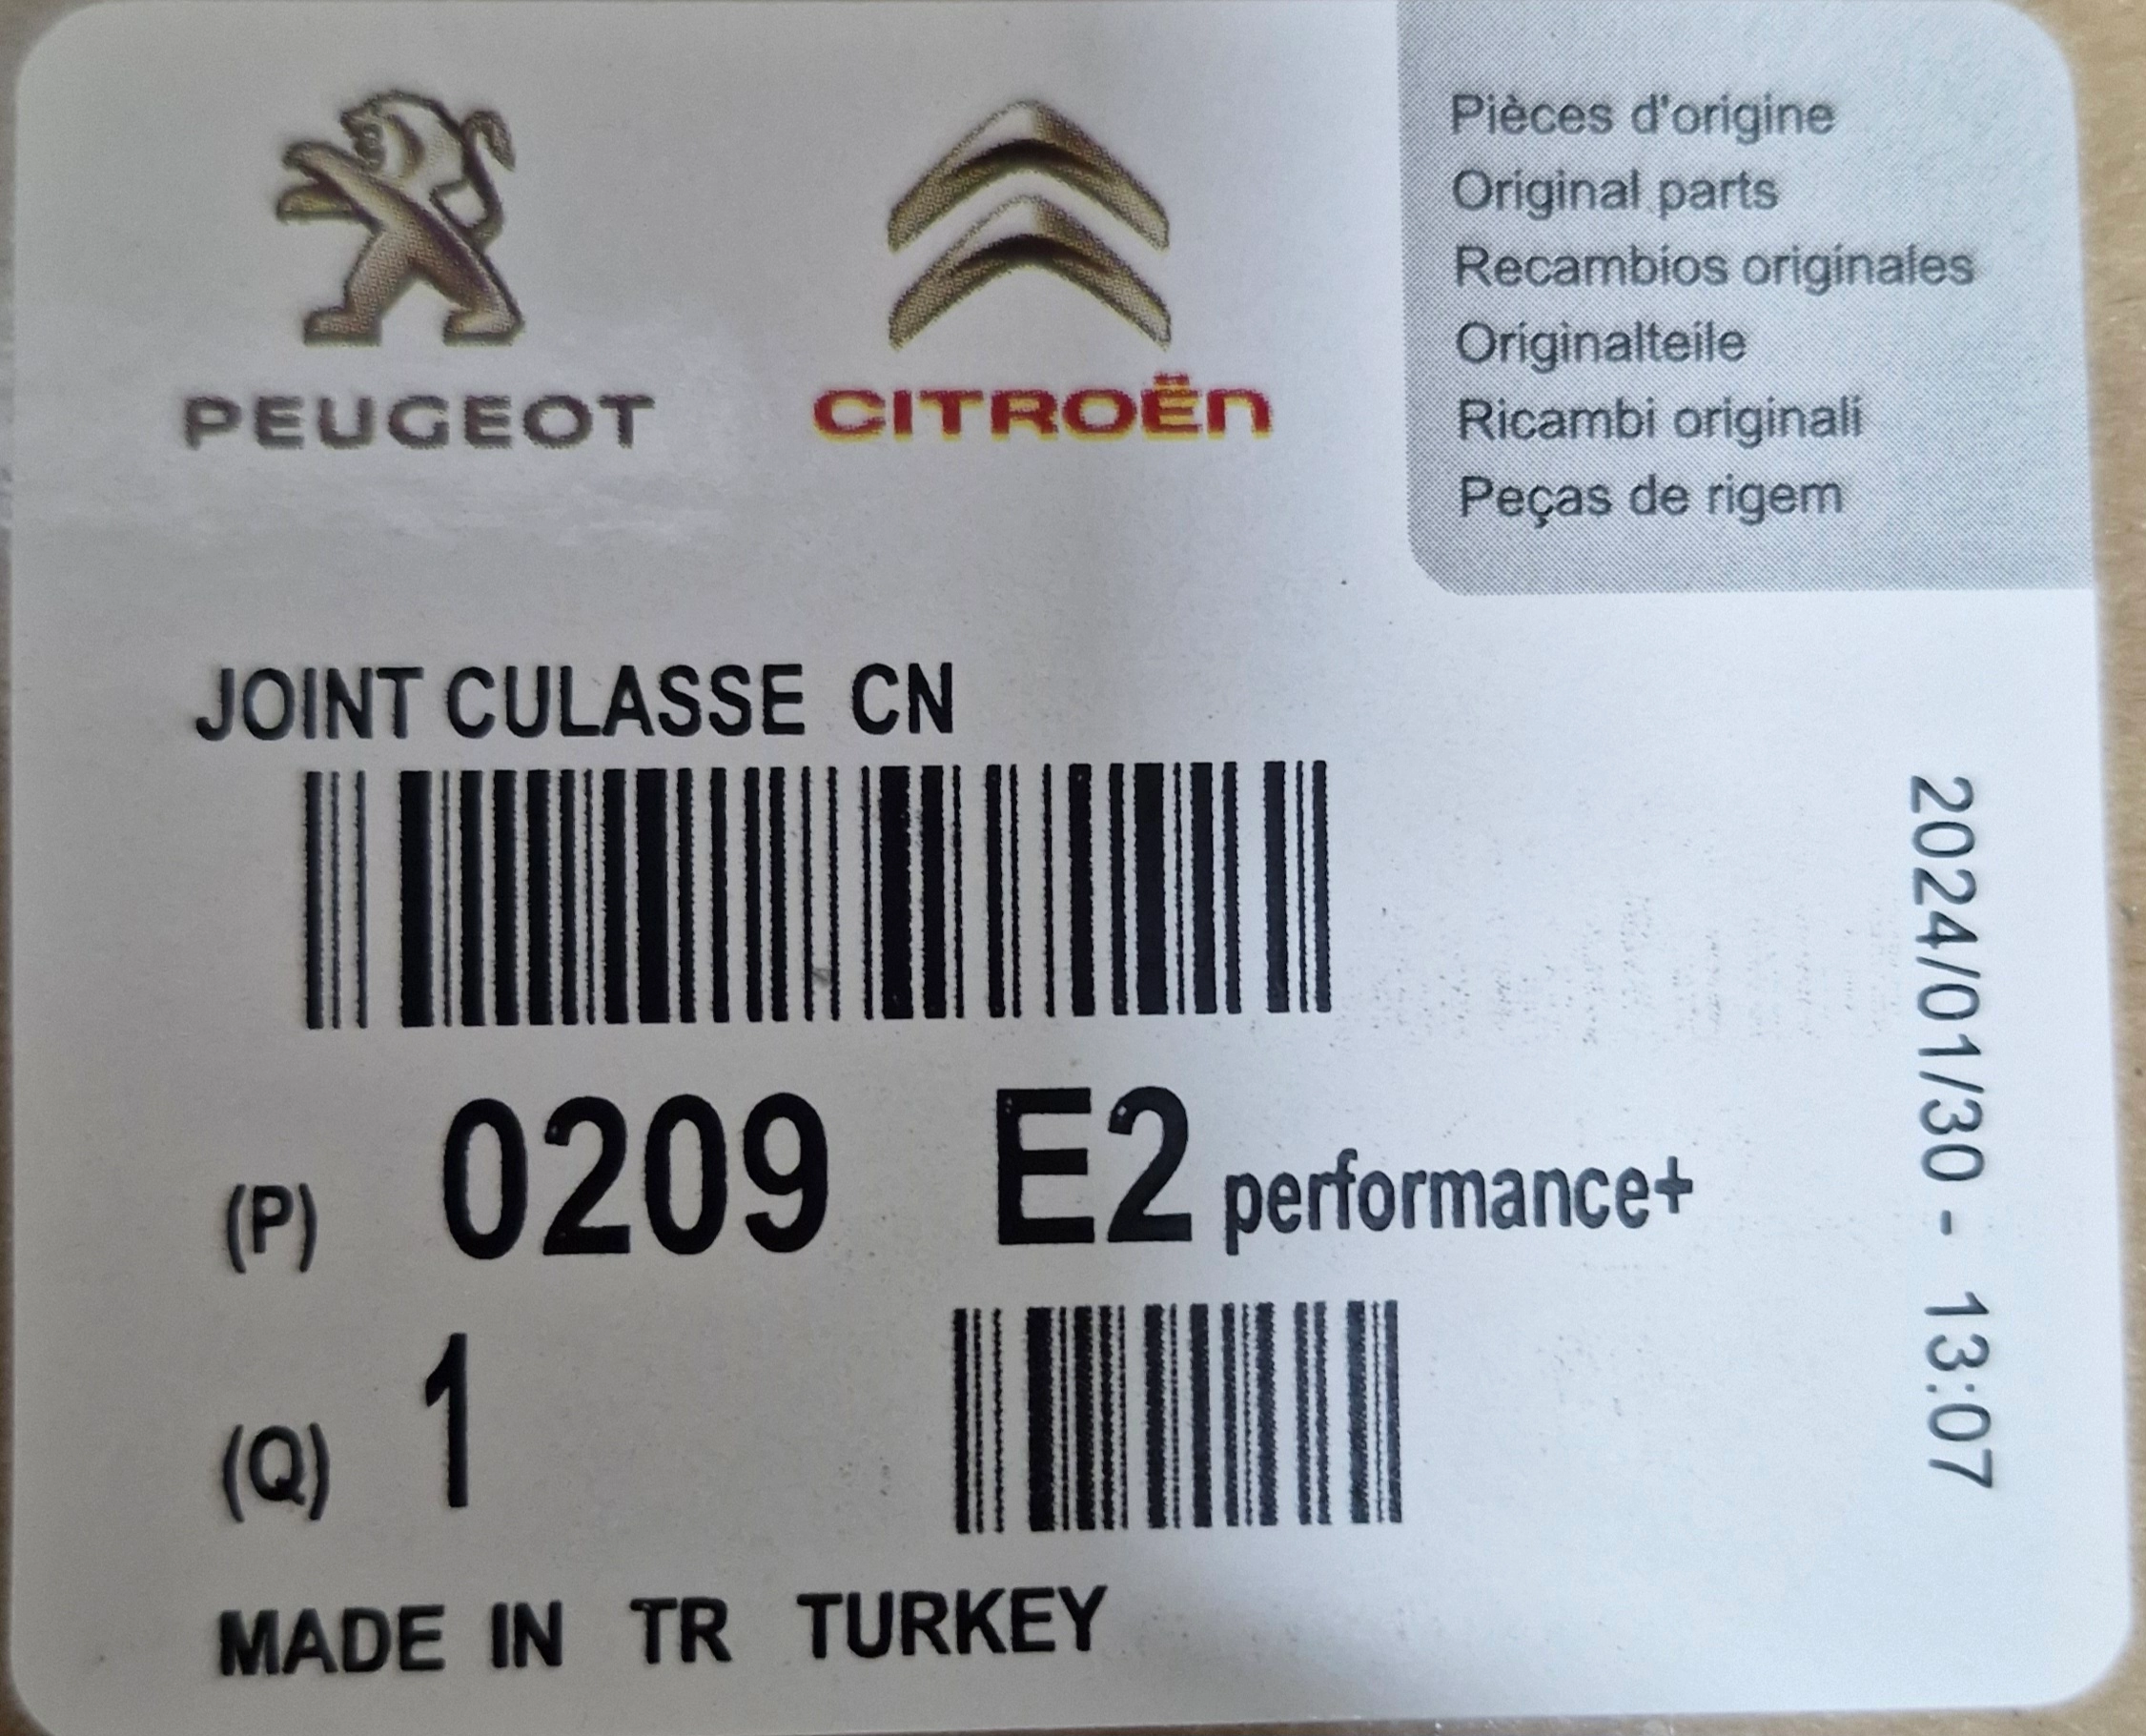 PEUGEOT
CITROËn
Pièces d'origine
Original parts
Recambios originales
Originalteile
Ricambi originali
Peças de rigem
JOINT CULASSE CN
(P) 0209 E2 performance+
(Q) 1
MADE IN TR TURKEY
2024/01/30 - 13:07